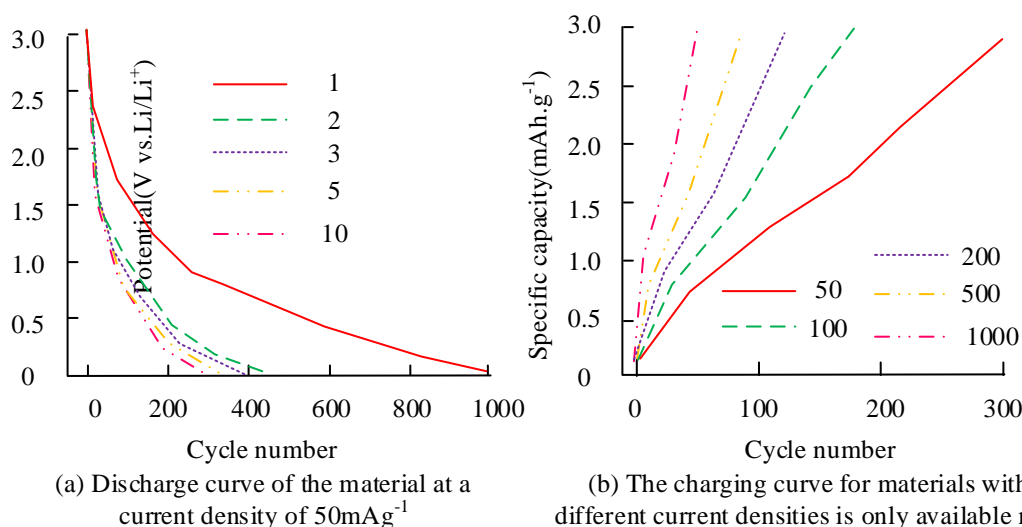 3.0
2.5
2.0
1.5
1.0
0.5
0
Potential(V vs.Li/Li⁺)
1
2
3
5
10
0 200 400 600 800 1000
Cycle number
(a) Discharge curve of the material at a
current density of 50mAg⁻¹
3.0
2.5
2.0
1.5
1.0
0.5
0
Specific capacity(mAh.g⁻¹)
50
100
200
500
1000
0 100 200 300
Cycle number
(b) The charging curve for materials with
different current densities is only available